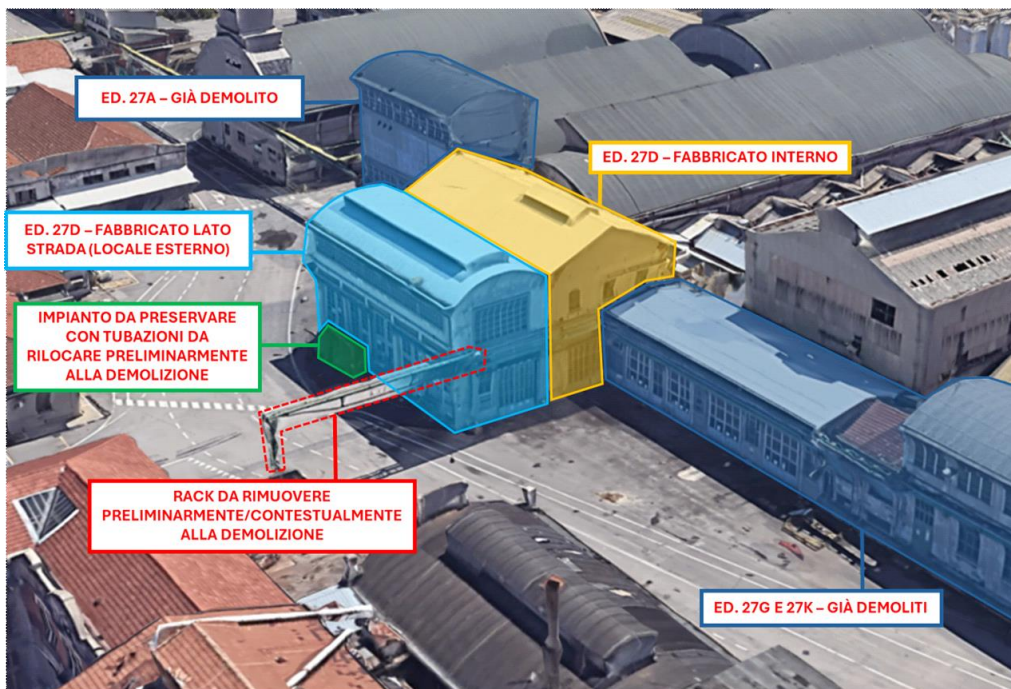 ED. 27A – GIÀ DEMOLITO
ED. 27D – FABBRICATO INTERNO
ED. 27D – FABBRICATO LATO
STRADA (LOCALE ESTERNO)
IMPIANTO DA PRESERVARE
CON TUBAZIONI DA
RILOCARE PRELIMINARMENTE
ALLA DEMOLIZIONE
RACK DA RIMUOVERE
PRELIMINARMENTE/CONTESTUALMENTE
ALLA DEMOLIZIONE
ED. 27G E 27K – GIÀ DEMOLITI